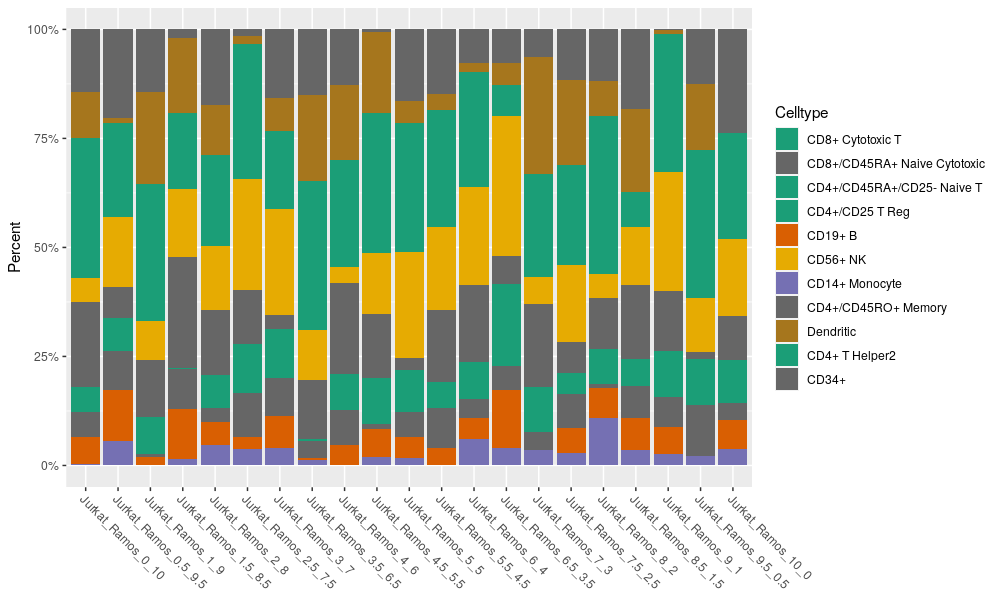 100%
75%
50%
25%
0%
Percent
Jurkat_Ramos_0_10
Jurkat_Ramos_0.5_9.5
Jurkat_Ramos_1_9
Jurkat_Ramos_1.5_8.5
Jurkat_Ramos_2_8
Jurkat_Ramos_2.5_7.5
Jurkat_Ramos_3_7
Jurkat_Ramos_3.5_6.5
Jurkat_Ramos_4_6
Jurkat_Ramos_4.5_5.5
Jurkat_Ramos_5_5
Jurkat_Ramos_5.5_4.5
Jurkat_Ramos_6_4
Jurkat_Ramos_6.5_3.5
Jurkat_Ramos_7_3
Jurkat_Ramos_7.5_2.5
Jurkat_Ramos_8_2
Jurkat_Ramos_8.5_1.5
Jurkat_Ramos_9_1
Jurkat_Ramos_9.5_0.5
Jurkat_Ramos_10_0
Celltype
CD8+ Cytotoxic T
CD8+/CD45RA+ Naive Cytotoxic
CD4+/CD45RA+/CD25- Naive T
CD4+/CD25 T Reg
CD19+ B
CD56+ NK
CD14+ Monocyte
CD4+/CD45RO+ Memory
Dendritic
CD4+ T Helper2
CD34+